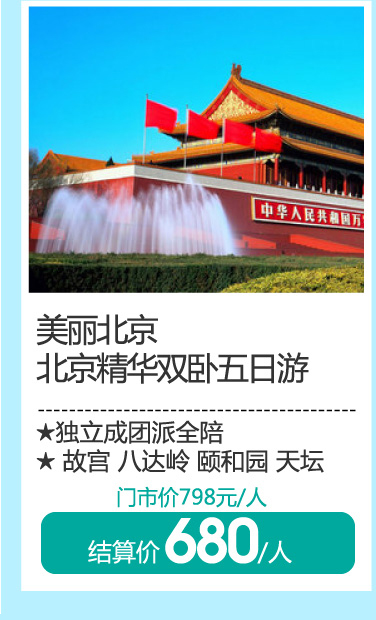 中华人民共和国万
美丽北京
北京精华双卧五日游
★独立成团派全陪
★ 故宫 八达岭 颐和园 天坛
门市价798元/人
结算价680/人